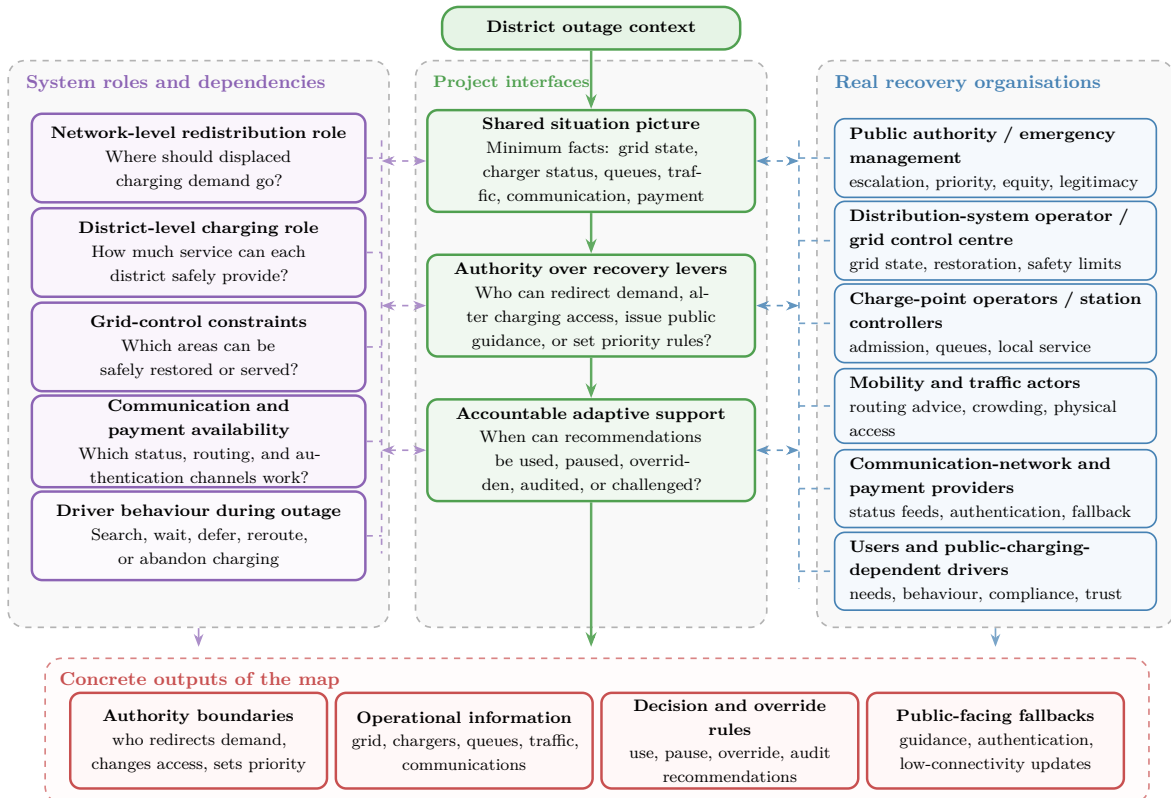 District outage context
System roles and dependencies
Network-level redistribution role
Where should displaced
charging demand go?
District-level charging role
How much service can each
district safely provide?
Grid-control constraints
Which areas can be
safely restored or served?
Communication and
payment availability
Which status, routing, and au-
thentication channels work?
Driver behaviour during outage
Search, wait, defer, reroute,
or abandon charging
Project interfaces
Shared situation picture
Minimum facts: grid state,
charger status, queues, traf-
fic, communication, payment
Authority over recovery levers
Who can redirect demand, al-
ter charging access, issue public
guidance, or set priority rules?
Accountable adaptive support
When can recommendations
be used, paused, overrid-
den, audited, or challenged?
Real recovery organisations
Public authority / emergency
management
escalation, priority, equity, legitimacy
Distribution-system operator /
grid control centre
grid state, restoration, safety limits
Charge-point operators / station
controllers
admission, queues, local service
Mobility and traffic actors
routing advice, crowding, physical
access
Communication-network and
payment providers
status feeds, authentication, fallback
Users and public-charging-
dependent drivers
needs, behaviour, compliance, trust
Concrete outputs of the map
Authority boundaries
who redirects demand,
changes access, sets priority
Operational information
grid, chargers, queues, traffic,
communications
Decision and override
rules
use, pause, override, audit
recommendations
Public-facing fallbacks
guidance, authentication,
low-connectivity updates